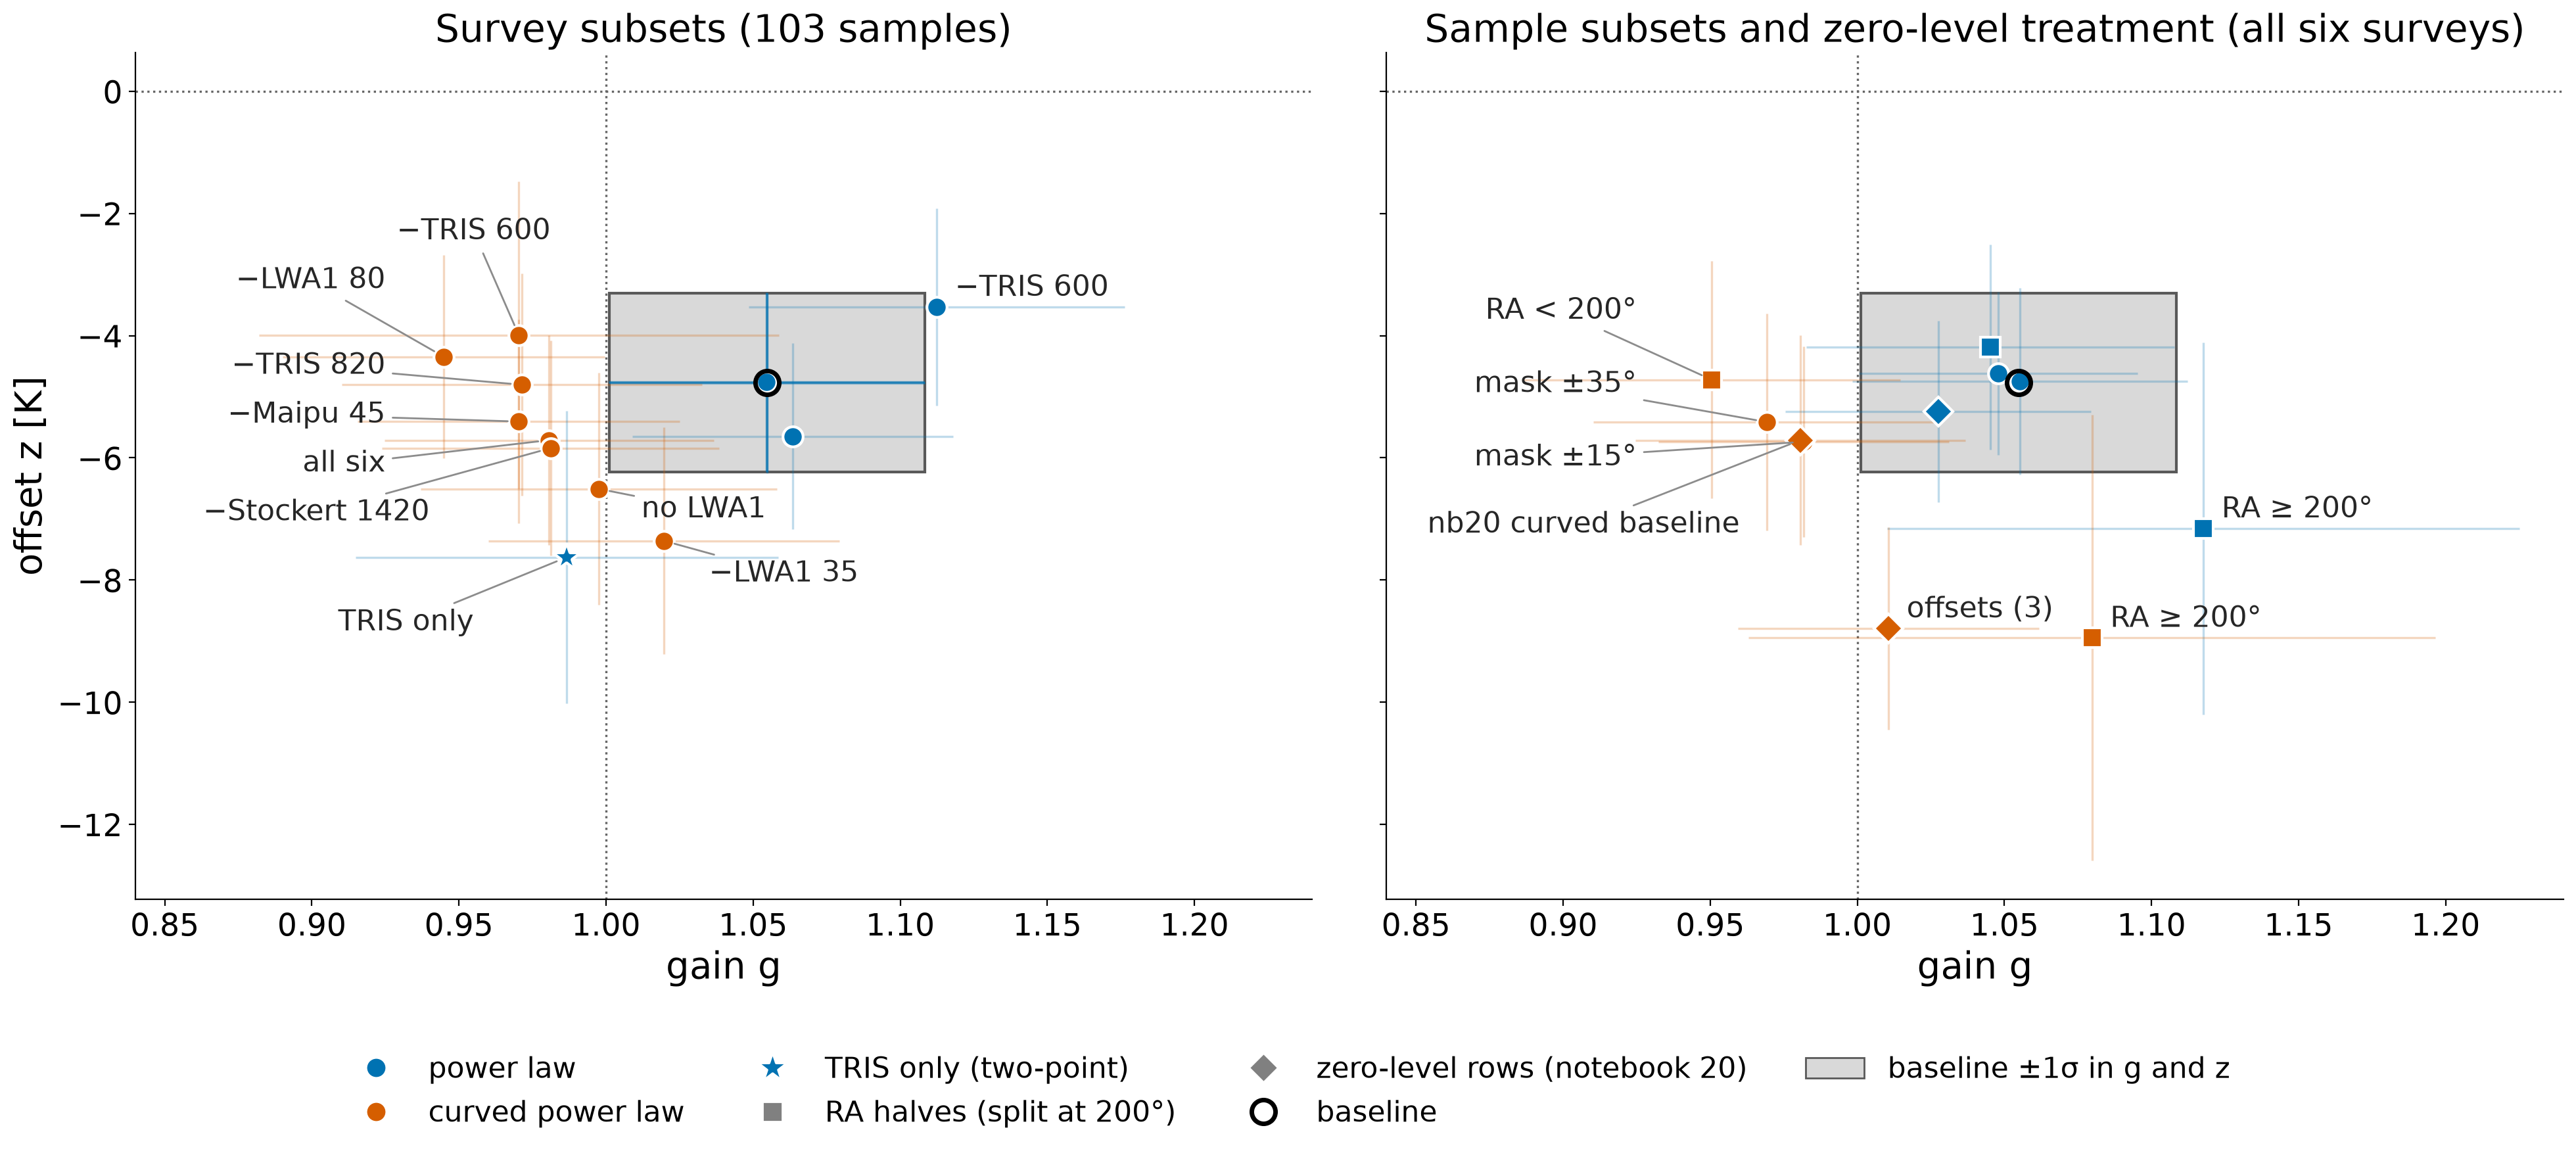 Survey subsets (103 samples)
Sample subsets and zero-level treatment (all six surveys)
offset z [K]
0
−2
−4
−6
−8
−10
−12
−TRIS 600
−LWA1 80
−TRIS 820
−Maipu 45
all six
−Stockert 1420
TRIS only
no LWA1
−LWA1 35
−TRIS 600
0.85 0.90 0.95 1.00 1.05 1.10 1.15 1.20
gain g
RA < 200°
mask ±35°
mask ±15°
nb20 curved baseline
RA ≥ 200°
offsets (3)
RA ≥ 200°
0.85 0.90 0.95 1.00 1.05 1.10 1.15 1.20
gain g
power law
curved power law
TRIS only (two-point)
RA halves (split at 200°)
zero-level rows (notebook 20)
baseline
baseline ±1σ in g and z